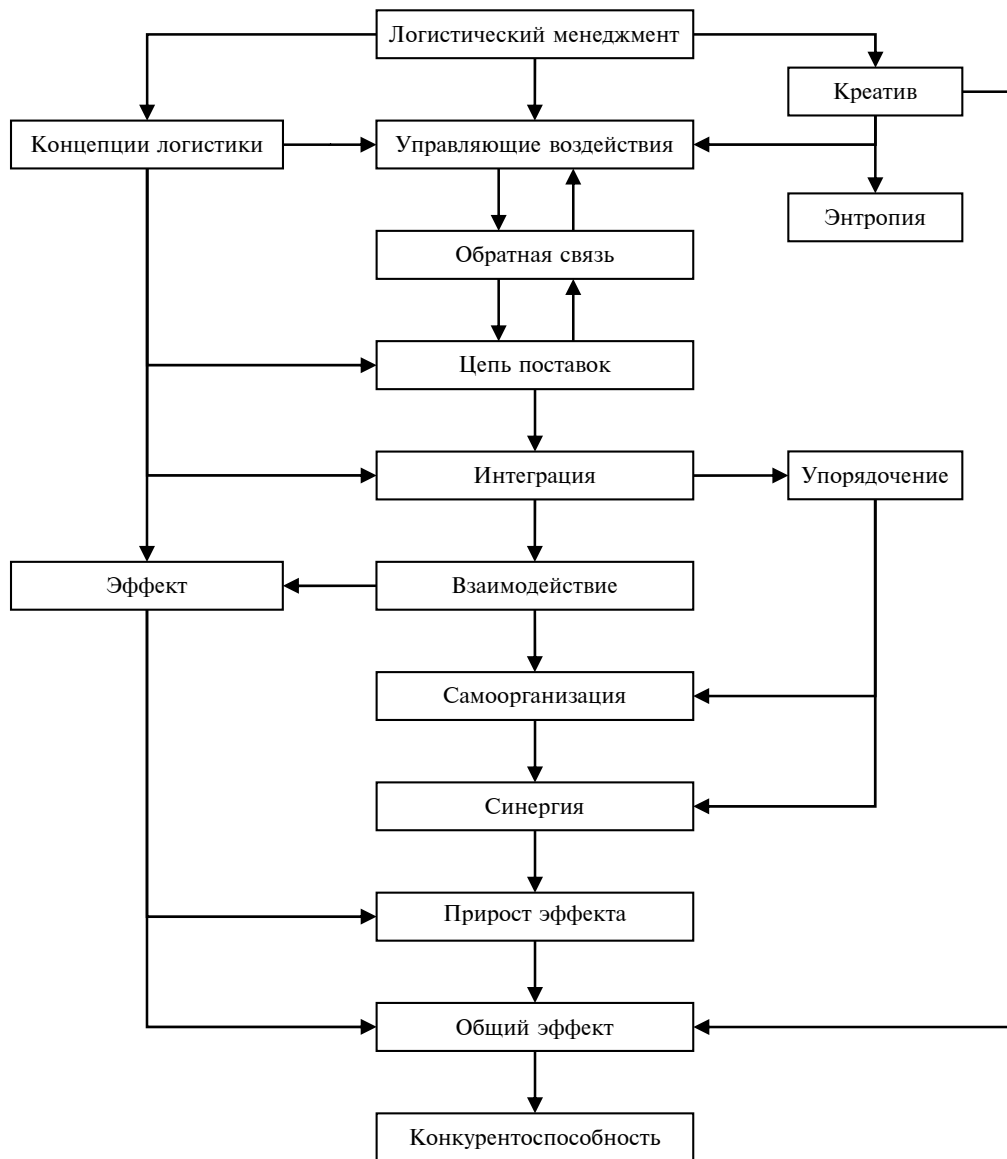 Логистический менеджмент
Креатив
Концепции логистики
Управляющие воздействия
Энтропия
Обратная связь
Цепь поставок
Интеграция
Упорядочение
Эффект
Взаимодействие
Самоорганизация
Синергия
Прирост эффекта
Общий эффект
Конкурентоспособность